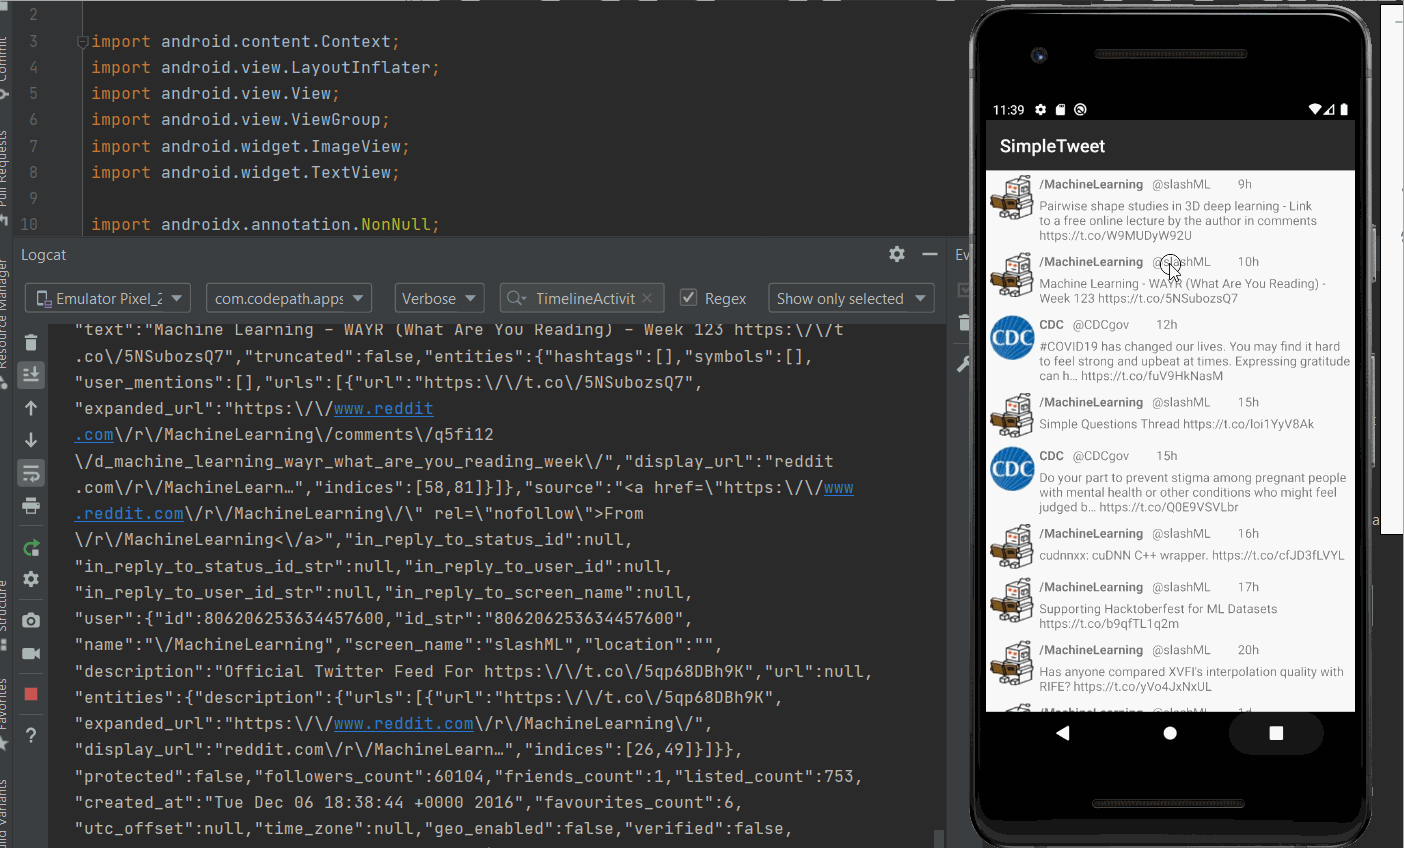 2
3 import android.content.Context;
4 import android.view.LayoutInflater;
5 import android.view.View;
6 import android.view.ViewGroup;
7 import android.widget.ImageView;
8 import android.widget.TextView;
9
10 import androidx.annotation.NonNull;
Commit
Pull Requests
Resource Manager
Structure
Favorites
Variants
Logcat
Ev
Emulator Pixel_2
com.codepath.apps
Verbose
TimelineActivit
Regex
Show only selected
"text":"Machine Learning - WAYR (What Are You Reading) - Week 123 https:\/\/t
.co\/5NSubozsQ7","truncated":false,"entities":{"hashtags":[],"symbols":[],
"user_mentions":[],"urls":[{"url":"https:\/\/t.co\/5NSubozsQ7",
"expanded_url":"https:\/\/www.reddit
.com\/r\/MachineLearning\/comments\/q5fi12
\/d_machine_learning_wayr_what_are_you_reading_week\/","display_url":"reddit
.com\/r\/MachineLearn…","indices":[58,81]}]},"source":"<a href=\"https:\/\/www
.reddit.com\/r\/MachineLearning\/\" rel=\"nofollow\">From
\/r\/MachineLearning<\/a>","in_reply_to_status_id":null,
"in_reply_to_status_id_str":null,"in_reply_to_user_id":null,
"in_reply_to_user_id_str":null,"in_reply_to_screen_name":null,
"user":{"id":806206253634457600,"id_str":"806206253634457600",
"name":"\/MachineLearning","screen_name":"slashML","location":"",
"description":"Official Twitter Feed For https:\/\/t.co\/5qp68DBh9K","url":null,
"entities":{"description":{"urls":[{"url":"https:\/\/t.co\/5qp68DBh9K",
"expanded_url":"https:\/\/www.reddit.com\/r\/MachineLearning\/",
"display_url":"reddit.com\/r\/MachineLearn…","indices":[26,49]}]}},
"protected":false,"followers_count":60104,"friends_count":1,"listed_count":753,
"created_at":"Tue Dec 06 18:38:44 +0000 2016","favourites_count":6,
"utc_offset":null,"time_zone":null,"geo_enabled":false,"verified":false,
11:39
SimpleTweet
/MachineLearning @slashML 9h
Pairwise shape studies in 3D deep learning - Link
to a free online lecture by the author in comments
https://t.co/W9MUDyW92U
/MachineLearning @slashML 10h
Machine Learning - WAYR (What Are You Reading) -
Week 123 https://t.co/5NSubozsQ7
CDC
CDC @CDCgov 12h
#COVID19 has changed our lives. You may find it hard
to feel strong and upbeat at times. Expressing gratitude
can h… https://t.co/fuV9HkNasM
/MachineLearning @slashML 15h
Simple Questions Thread https://t.co/Ioi1YyV8Ak
CDC
CDC @CDCgov 15h
Do your part to prevent stigma among pregnant people
with mental health or other conditions who might feel
judged b… https://t.co/Q0E9VSVLbr
/MachineLearning @slashML 16h
cudnnxx: cuDNN C++ wrapper. https://t.co/cfJD3fLVYL
/MachineLearning @slashML 17h
Supporting Hacktoberfest for ML Datasets
https://t.co/b9qfTL1q2m
/MachineLearning @slashML 20h
Has anyone compared XVFI's interpolation quality with
RIFE? https://t.co/yVo4JxNxUL
/MachineLearning @slashML 1d